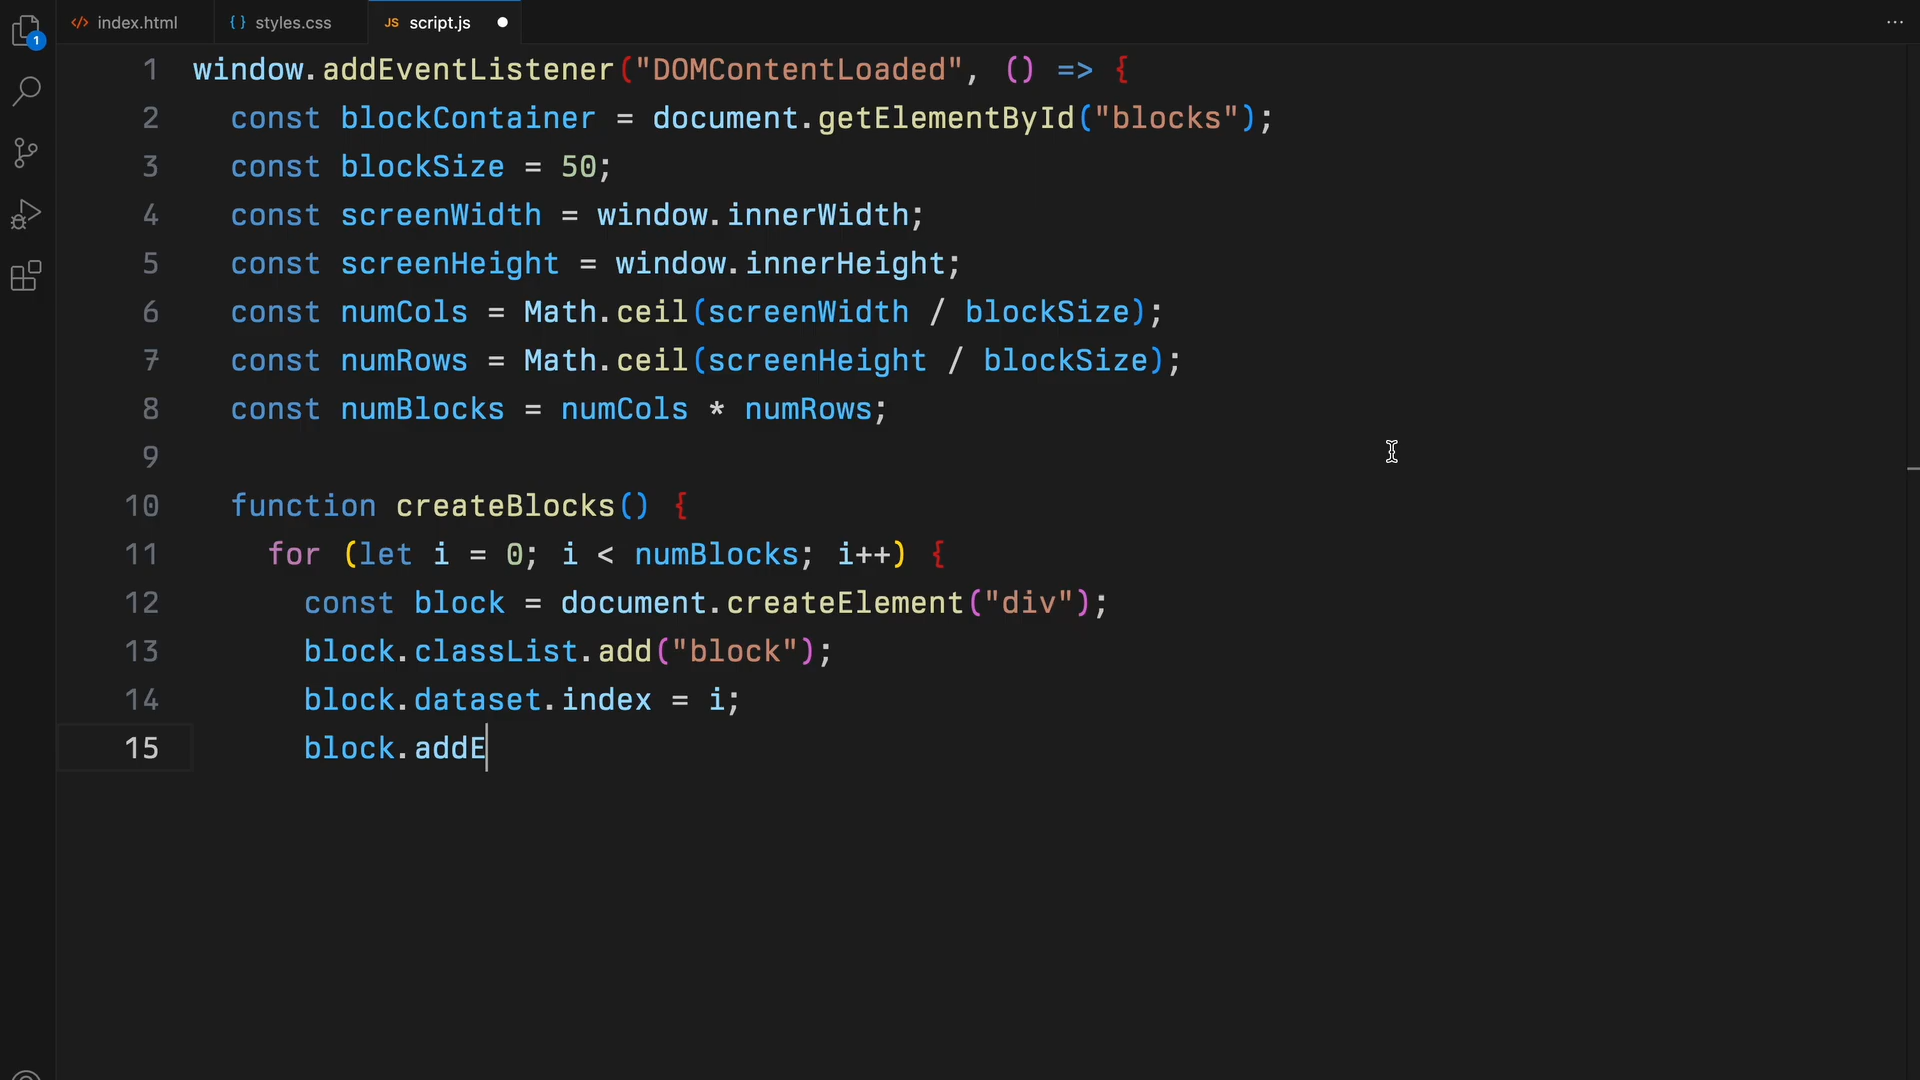 index.html
styles.css
JS script.js
1
1 window.addEventListener("DOMContentLoaded", () => {
2 const blockContainer = document.getElementById("blocks");
3 const blockSize = 50;
4 const screenWidth = window.innerWidth;
5 const screenHeight = window.innerHeight;
6 const numCols = Math.ceil(screenWidth / blockSize);
7 const numRows = Math.ceil(screenHeight / blockSize);
8 const numBlocks = numCols * numRows;
9
10 function createBlocks() {
11 for (let i = 0; i < numBlocks; i++) {
12 const block = document.createElement("div");
13 block.classList.add("block");
14 block.dataset.index = i;
15 block.addE